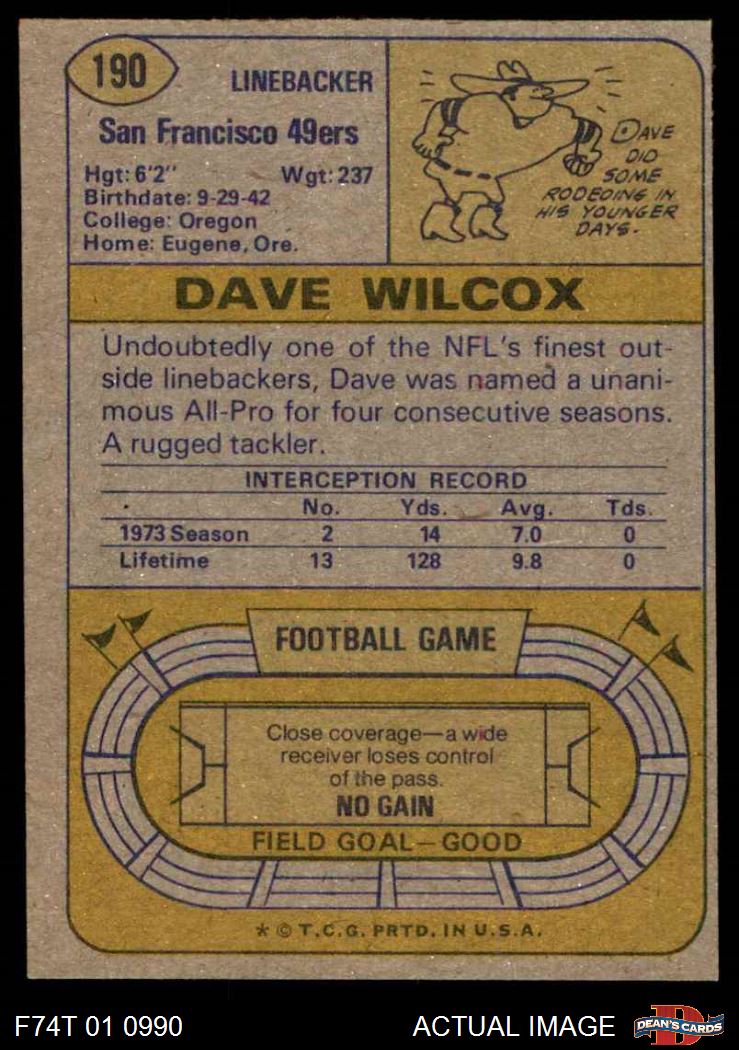 190
LINEBACKER
San Francisco 49ers
Hgt: 6'2" Wgt: 237
Birthdate: 9-29-42
College: Oregon
Home: Eugene, Ore.
DAVE
DID
SOME
RODEOING IN
HIS YOUNGER
DAYS.
DAVE WILCOX
Undoubtedly one of the NFL's finest out-
side linebackers, Dave was named a unani-
mous All-Pro for four consecutive seasons.
A rugged tackler.
INTERCEPTION RECORD
No. Yds. Avg. Tds.
1973 Season 2 14 7.0 0
Lifetime 13 128 9.8 0
FOOTBALL GAME
Close coverage—a wide
receiver loses control
of the pass.
NO GAIN
FIELD GOAL—GOOD
* © T.C.G. PRTD. IN U.S.A.
F74T 01 0990 ACTUAL IMAGE
D
DEAN'S CARDS